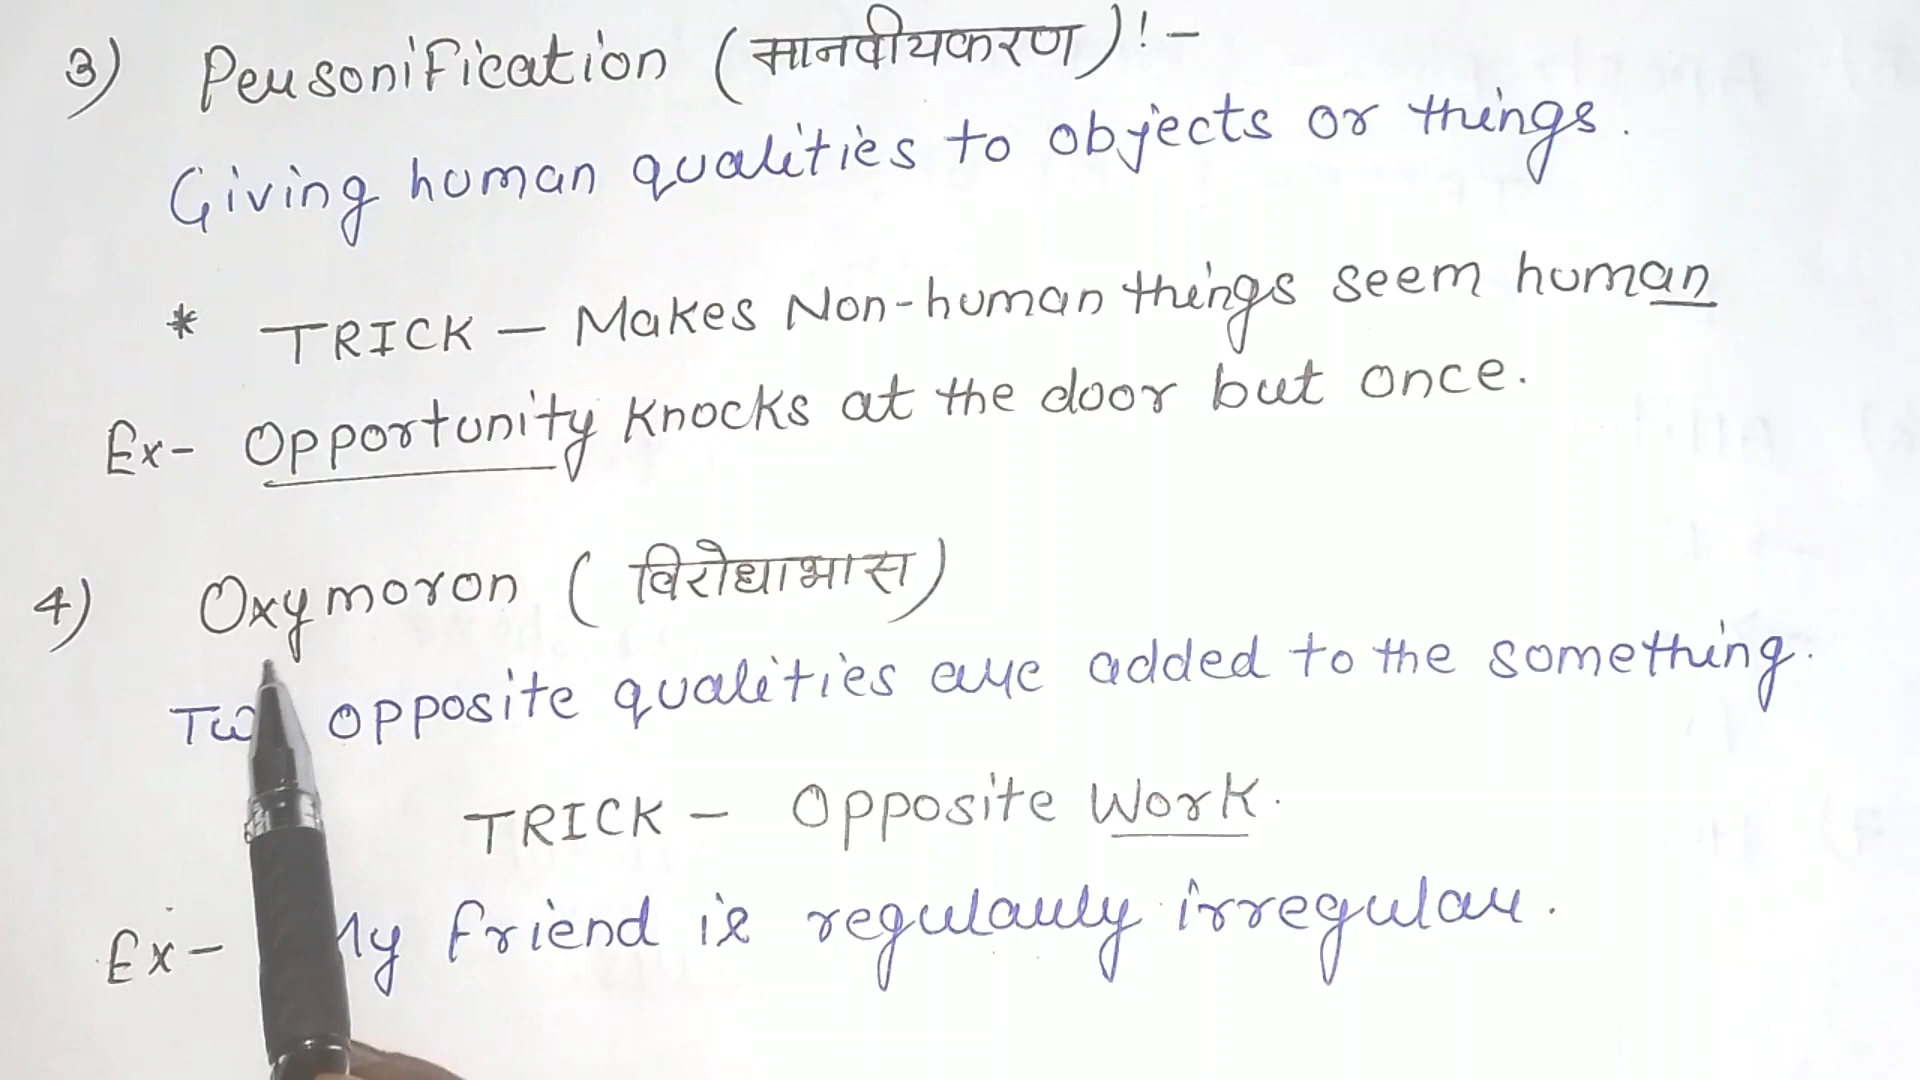 3) Personification (मानवीयकरण) ! -
Giving human qualities to objects or things.
* TRICK - Makes Non-human things seem human
Ex- Opportunity Knocks at the door but once.
4) Oxymoron (विरोधाभास)
Two opposite qualities are added to the something.
TRICK - Opposite Work.
Ex- My friend is regularly irregular.